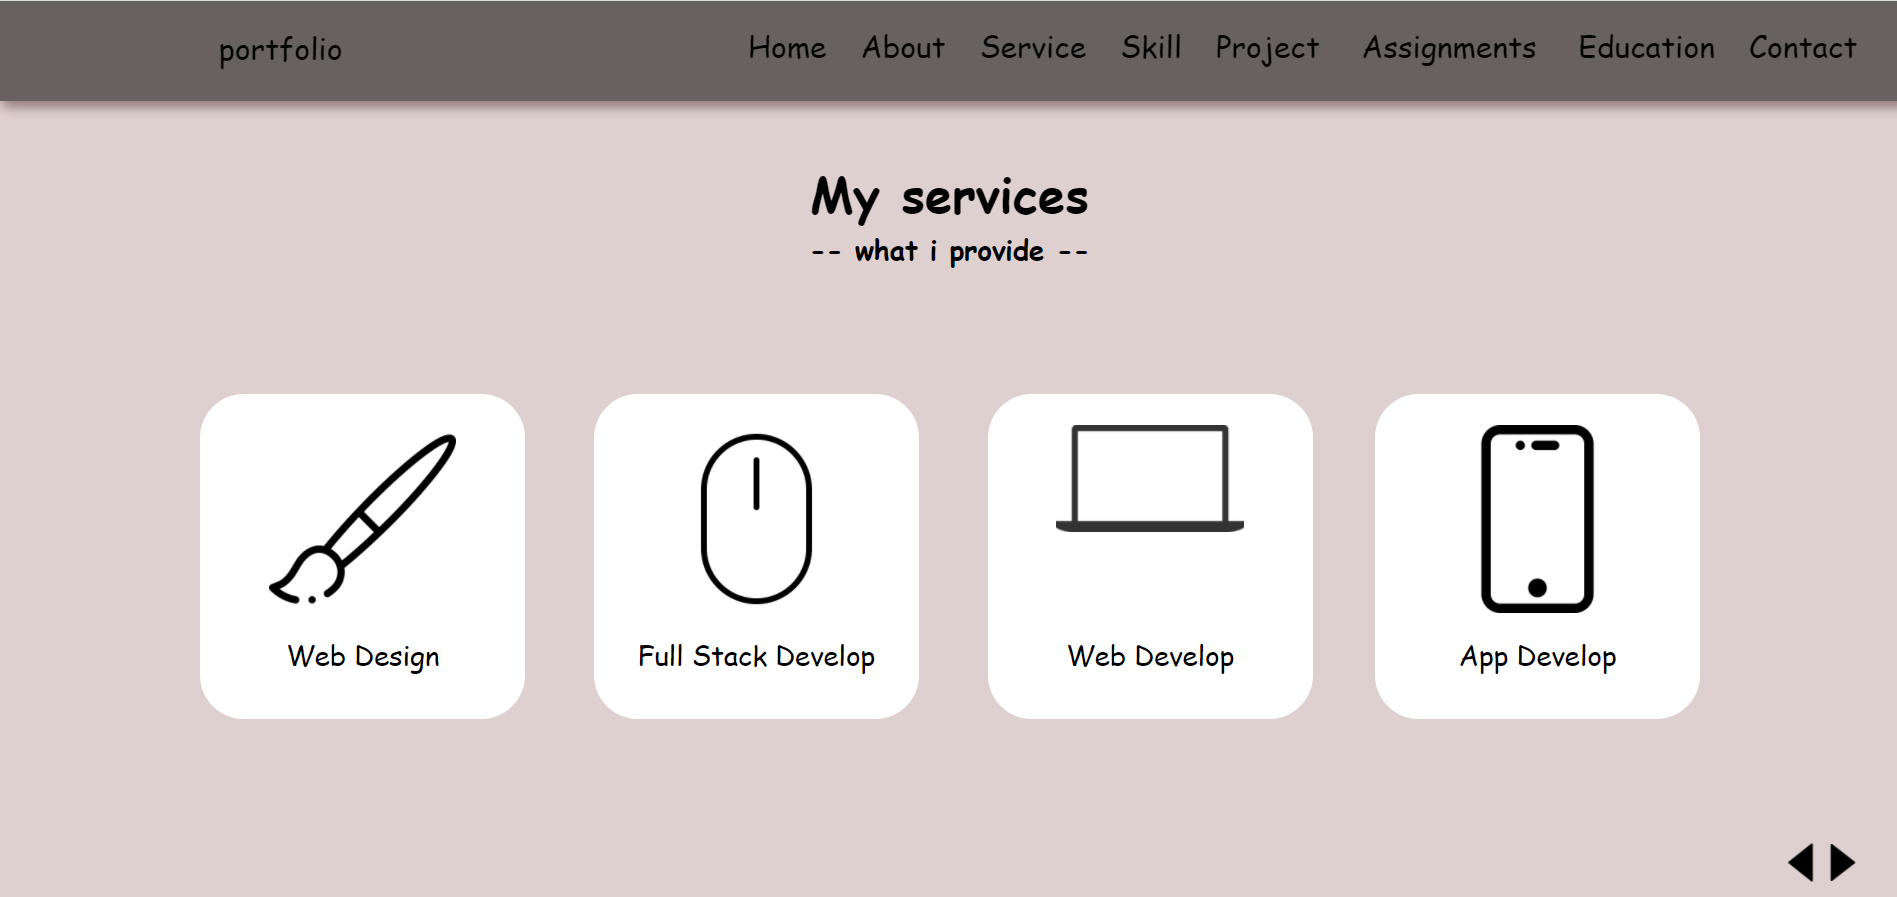 portfolio
Home About Service Skill Project Assignments Education Contact
My services
-- what i provide --
Web Design
Full Stack Develop
Web Develop
App Develop